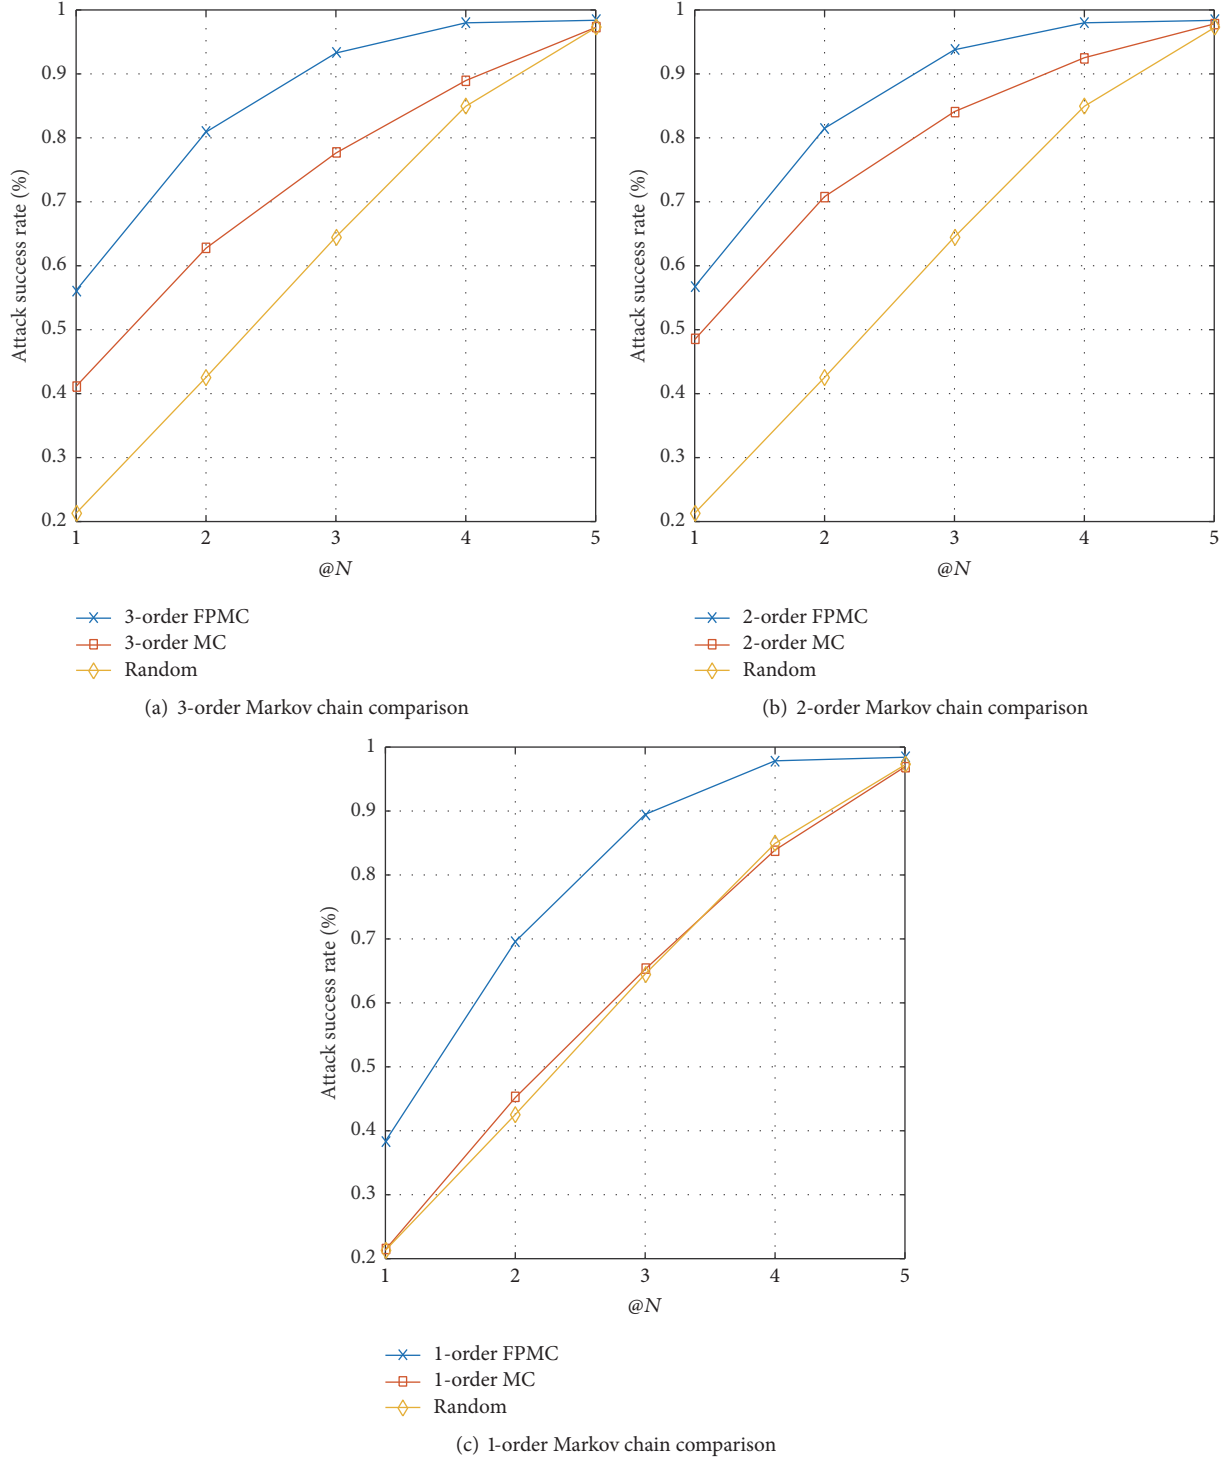 1
0.9
0.8
0.7
0.6
0.5
0.4
0.3
0.2
Attack success rate (%)
1 2 3 4 5
@N
3-order FPMC
3-order MC
Random
(a) 3-order Markov chain comparison
1
0.9
0.8
0.7
0.6
0.5
0.4
0.3
0.2
Attack success rate (%)
1 2 3 4 5
@N
2-order FPMC
2-order MC
Random
(b) 2-order Markov chain comparison
1
0.9
0.8
0.7
0.6
0.5
0.4
0.3
0.2
Attack success rate (%)
1 2 3 4 5
@N
1-order FPMC
1-order MC
Random
(c) 1-order Markov chain comparison